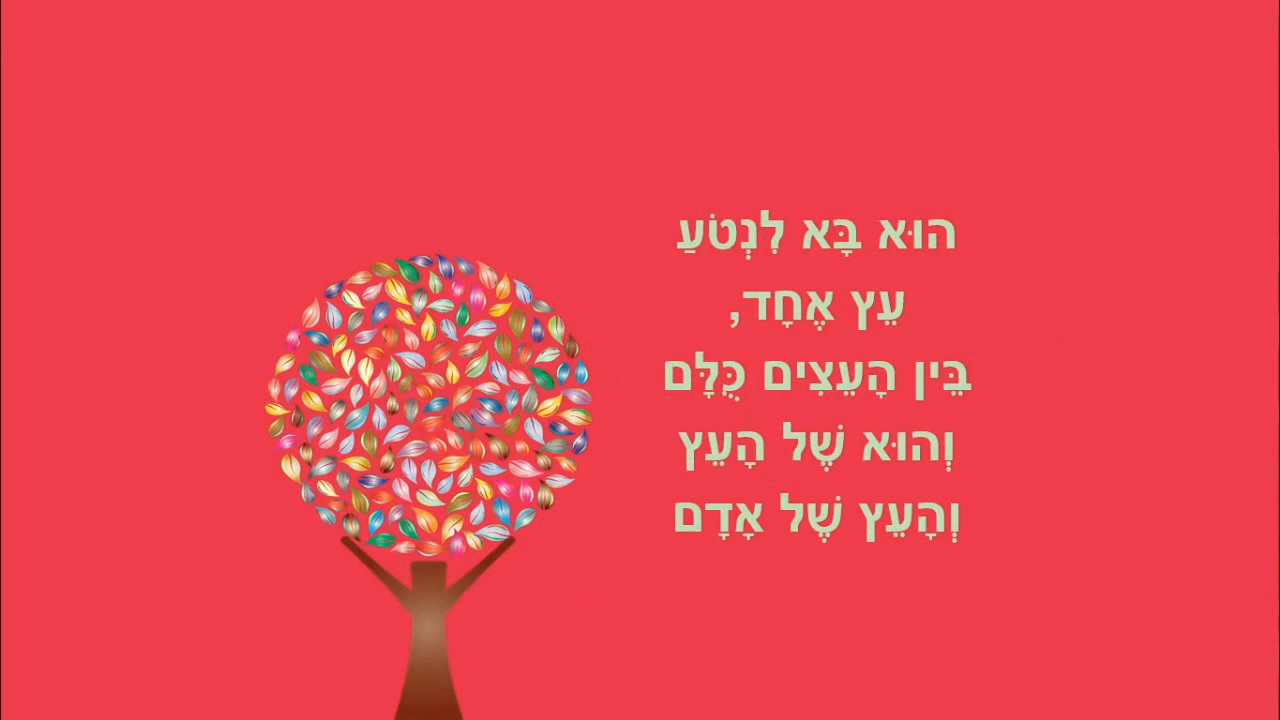 הוּא בָּא לִנְטֹעַ
עֵץ אֶחָד,
בֵּין הָעֵצִים כֻּלָּם
וְהוּא שֶׁל הָעֵץ
וְהָעֵץ שֶׁל אָדָם